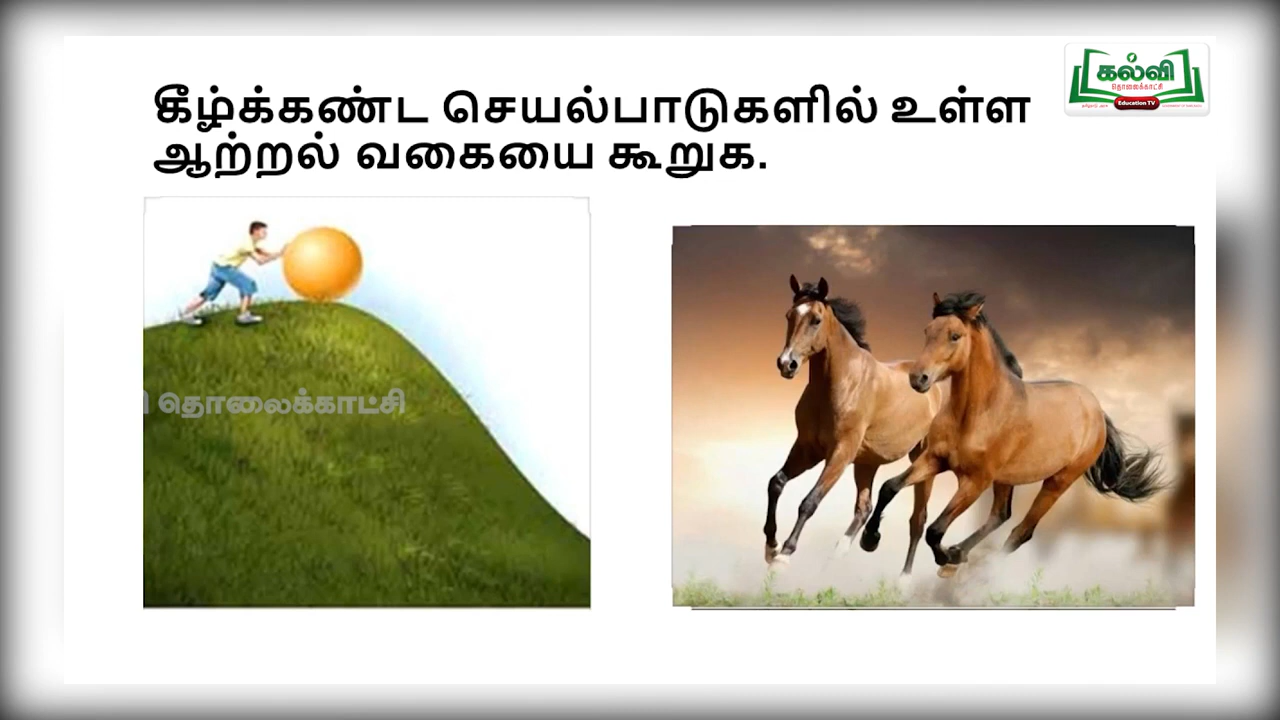 கீழ்க்கண்ட செயல்பாடுகளில் உள்ள
ஆற்றல் வகையை கூறுக.
கல்வி
தொலைக்காட்சி
Education TV
தொலைக்காட்சி